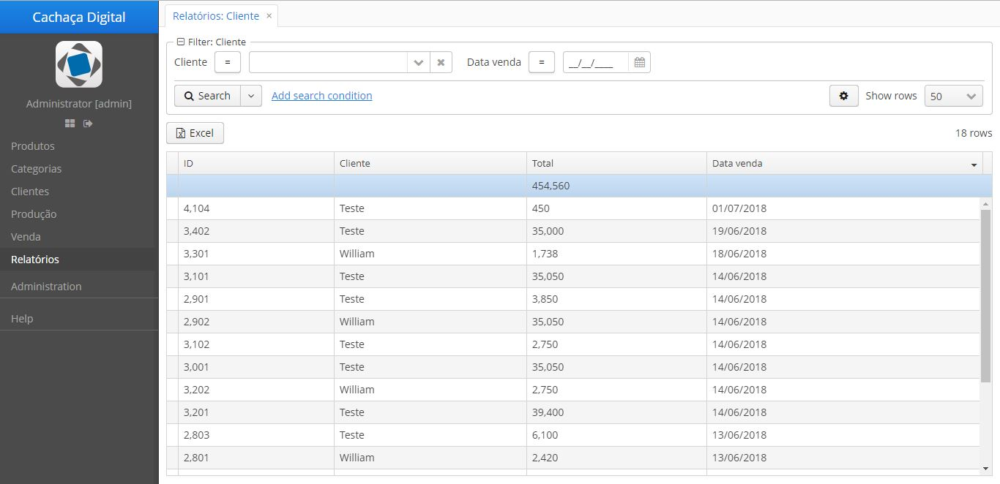 Cachaça Digital
Administrator [admin]
Produtos
Categorias
Clientes
Produção
Venda
Relatórios
Administration
Help
Relatórios: Cliente ×
Filter: Cliente
Cliente = Data venda = __/__/____
Search Add search condition Show rows 50
Excel 18 rows
ID Cliente Total Data venda
454,560
4,104 Teste 450 01/07/2018
3,402 Teste 35,000 19/06/2018
3,301 William 1,738 18/06/2018
3,101 Teste 35,050 14/06/2018
2,901 Teste 3,850 14/06/2018
2,902 William 35,050 14/06/2018
3,102 Teste 2,750 14/06/2018
3,001 Teste 35,050 14/06/2018
3,202 William 2,750 14/06/2018
3,201 Teste 39,400 14/06/2018
2,803 Teste 6,100 13/06/2018
2,801 William 2,420 13/06/2018